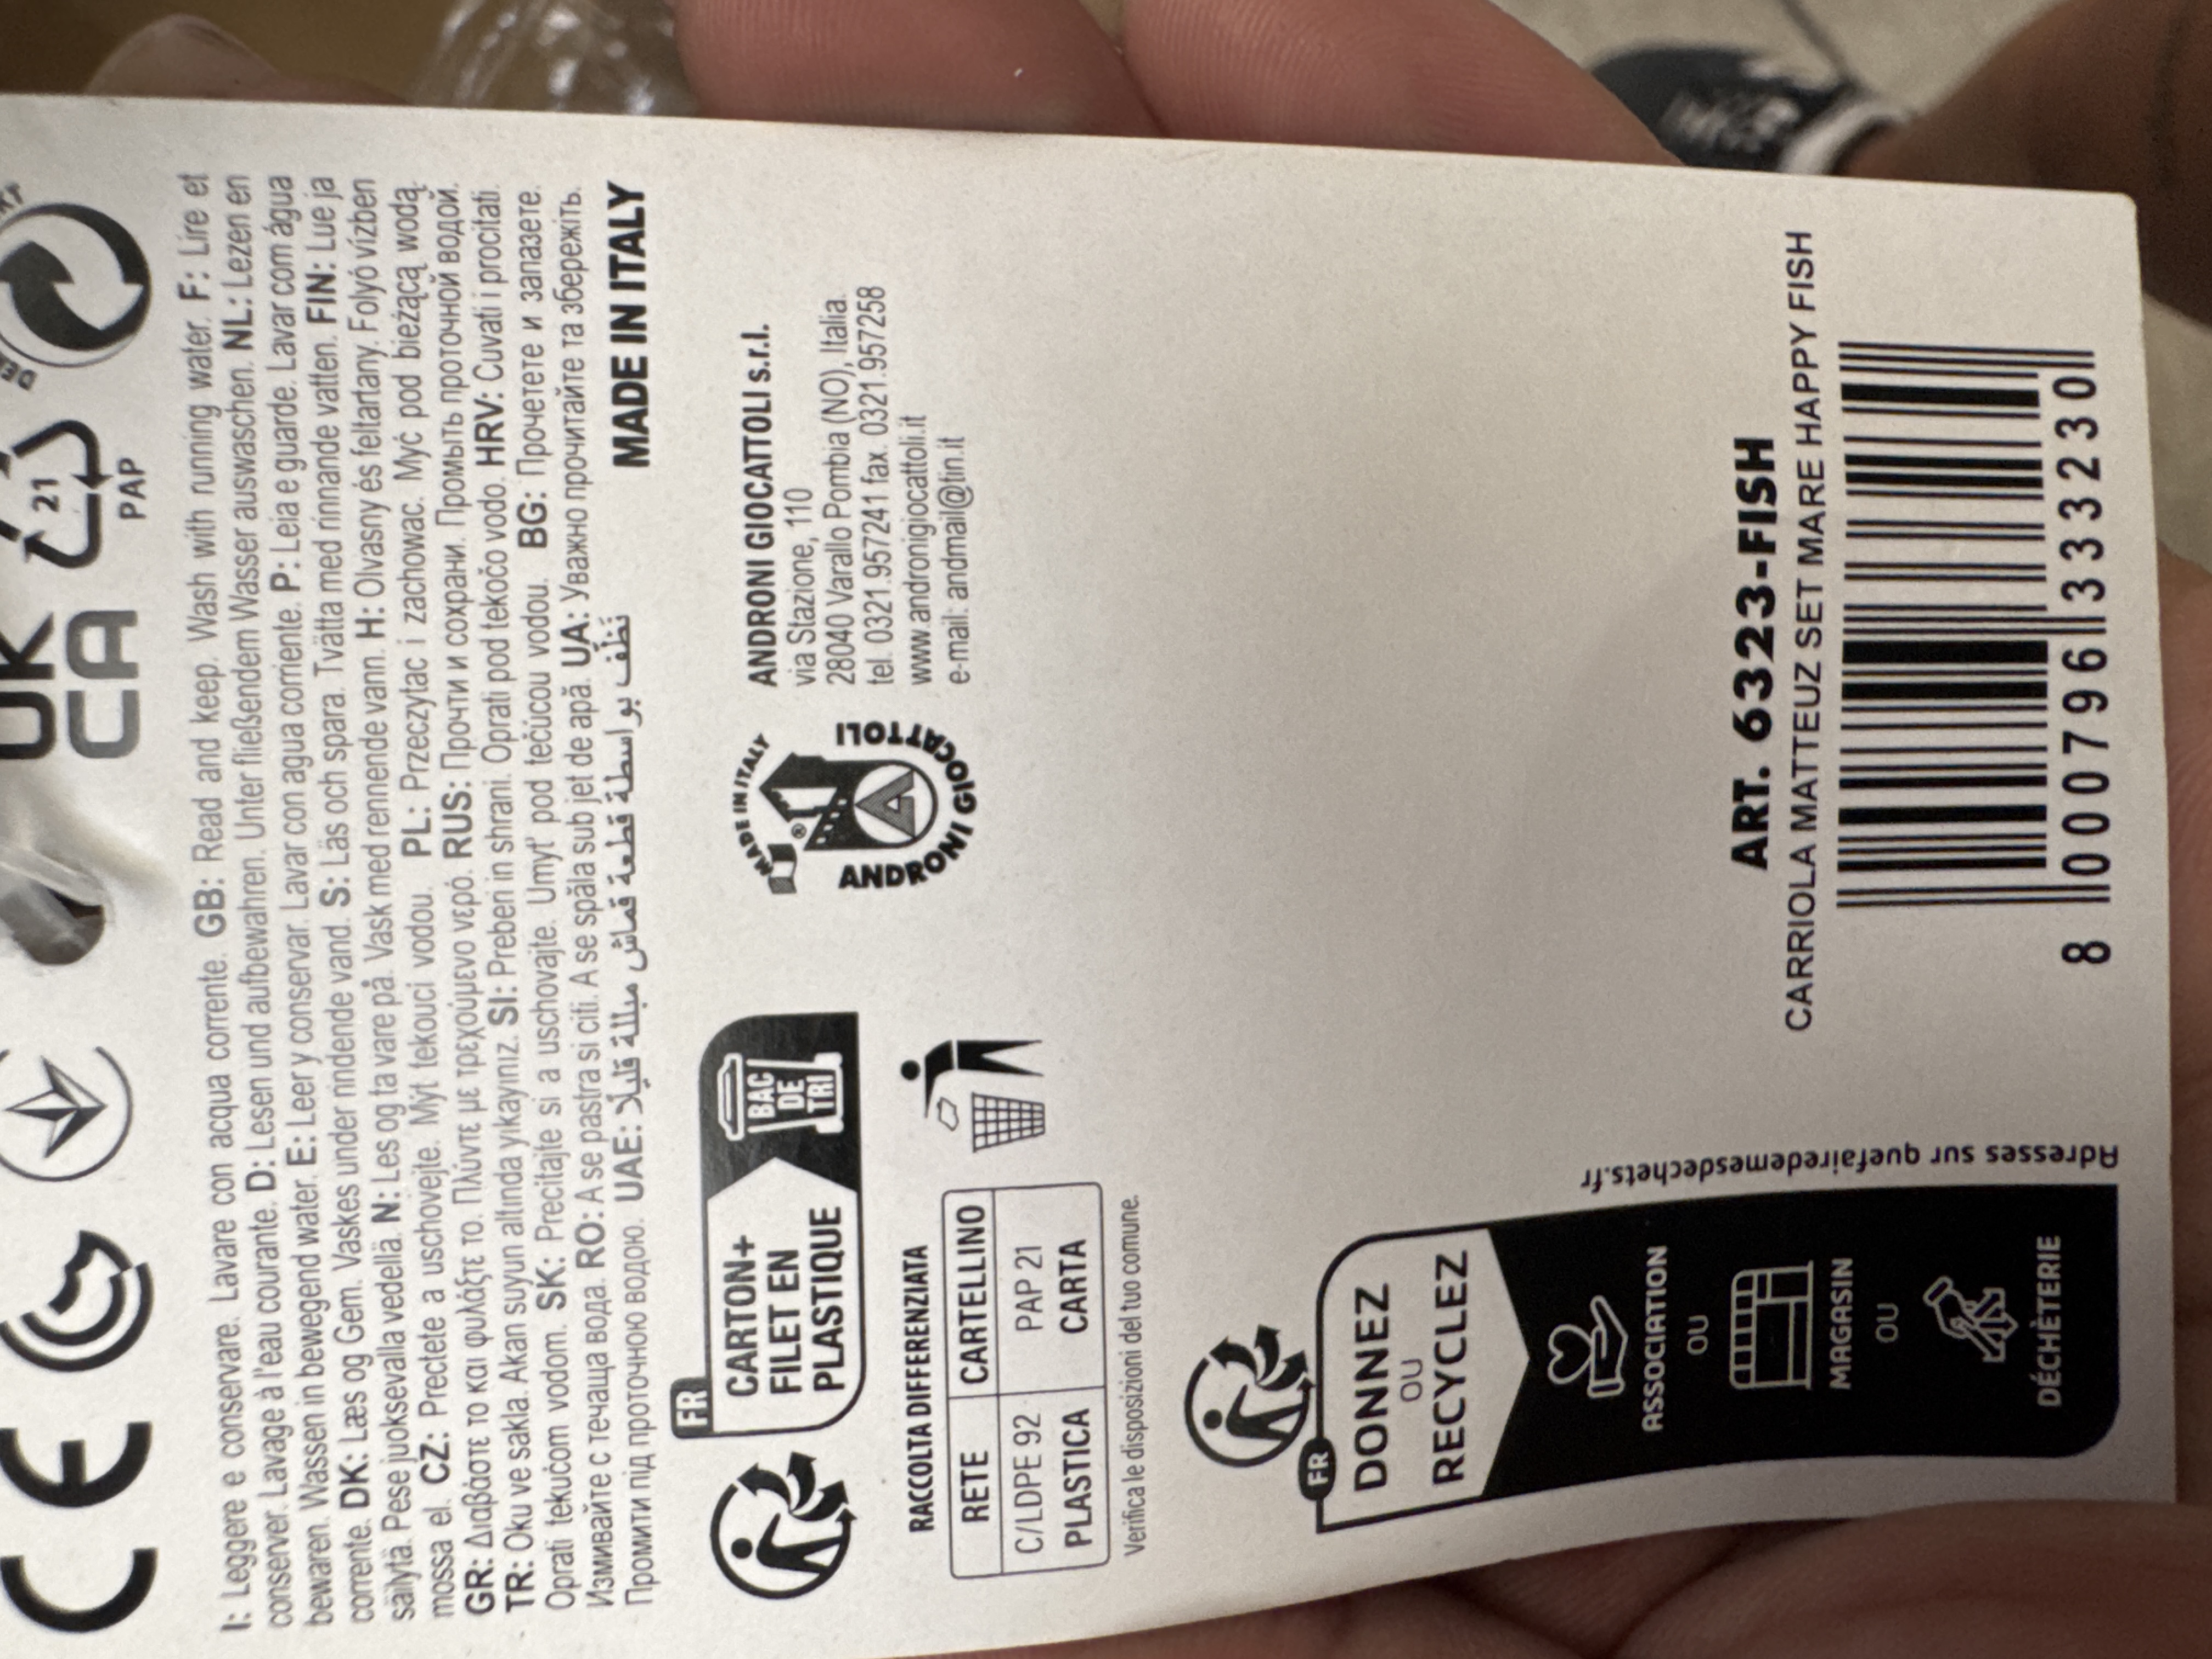 UK
CA
21
PAP
I: Leggere e conservare. Lavare con acqua corrente. GB: Read and keep. Wash with running water. F: Lire et
conserver. Lavage à l'eau courante. D: Lesen und aufbewahren. Unter fließendem Wasser auswaschen. NL: Lezen en
bewaren. Wassen in bewegend water. E: Leer y conservar. Lavar con agua corriente. P: Leia e guarde. Lavar com àgua
corrente. DK: Læs og Gem. Vaskes under rindende vand. S: Läs och spara. Tvätta med rinnande vatten. FIN: Lue ja
säilytä. Pese juoksevalla vedellä. N: Les og ta vare på. Vask med rennende vann. H: Olvasny és feltartany. Folyó vízben
mossa el. CZ: Prectete a uschovejte. Mýt tekouci vodou. PL: Przeczytac i zachowac. Myć pod bieżącą wodą.
GR: Διαβάστε το και φυλάξτε το. Πλύντε με τρεχούμενο νερό. RUS: Прочти и сохрани. Промыть проточной водой.
TR: Oku ve sakla. Akan suyun altında yıkayınız. SI: Preberi in shrani. Oprati pod tekočo vodo. HRV: Cuvati i procitati.
Oprati tekućom vodom. SK: Precitajte si a uschovajte. Umyt' pod tečúcou vodou. BG: Прочетете и запазете.
Измивайте с течаща вода. RO: A se pastra si citi. A se spăla sub jet de apă. UA: Уважно прочитайте та збережіть.
Промити під проточною водою. UAE: نَظِّف بواسطة قطعة قماش مبللة قليلاً
MADE IN ITALY
FR
CARTON+
FILET EN
PLASTIQUE
BAC
DE
TRI
MADE IN ITALY
ANDRONI GIOCATTOLI
ANDRONI GIOCATTOLI s.r.l.
via Stazione, 110
28040 Varallo Pombia (NO), Italia.
tel. 0321.957241 fax. 0321.957258
www.andronigiocattoli.it
e-mail: andmail@tin.it
RACCOLTA DIFFERENZIATA
RETE CARTELLINO
C/LDPE 92 PAP 21
PLASTICA CARTA
Verifica le disposizioni del tuo comune.
FR
DONNEZ
OU
RECYCLEZ
ASSOCIATION
OU
MAGASIN
OU
DÉCHÈTERIE
Adresses sur quefairedemesdechets.fr
ART. 6323-FISH
CARRIOLA MATTEUZ SET MARE HAPPY FISH
8 00796 333230